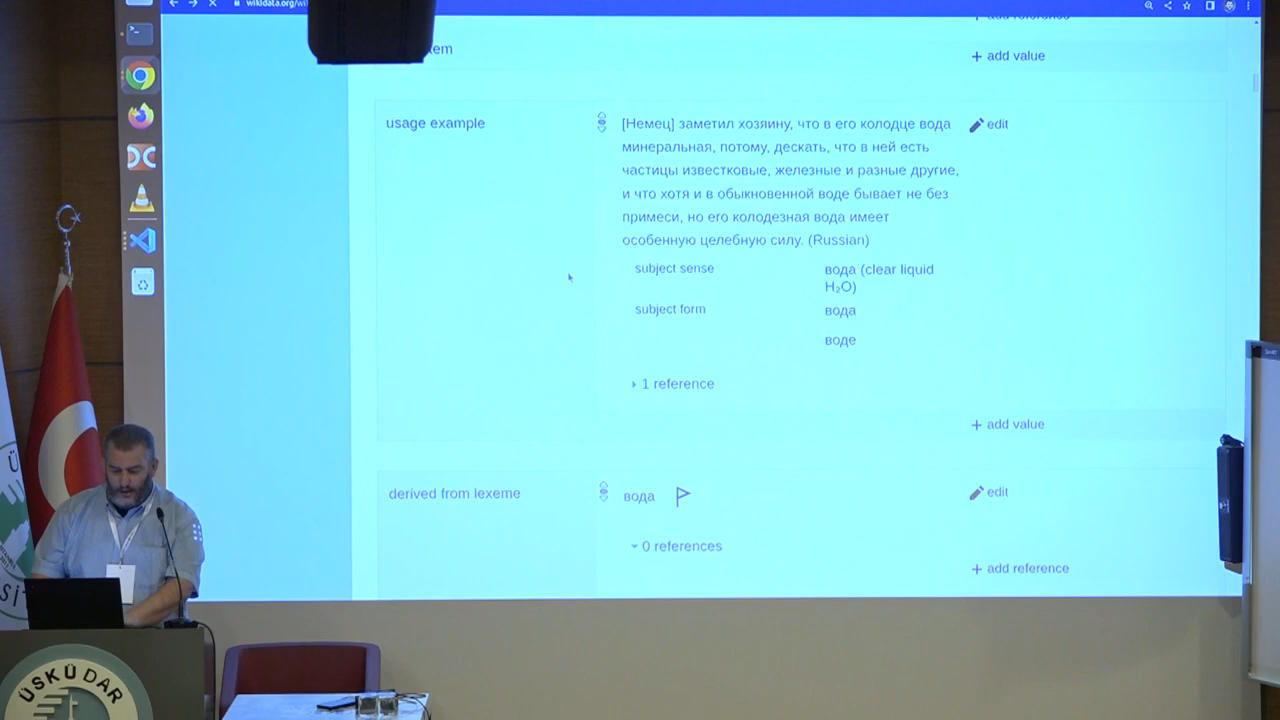 wikidata.org/wi
add reference
add value
usage example
[Немец] заметил хозяину, что в его колодце вода
минеральная, потому, дескать, что в ней есть
частицы известковые, железные и разные другие,
и что хотя и в обыкновенной воде бывает не без
примеси, но его колодезная вода имеет
особенную целебную силу. (Russian)
edit
subject sense
вода (clear liquid
H₂O)
subject form
вода
воде
1 reference
+ add value
derived from lexeme
вода
edit
0 references
+ add reference
ÜSKÜDAR